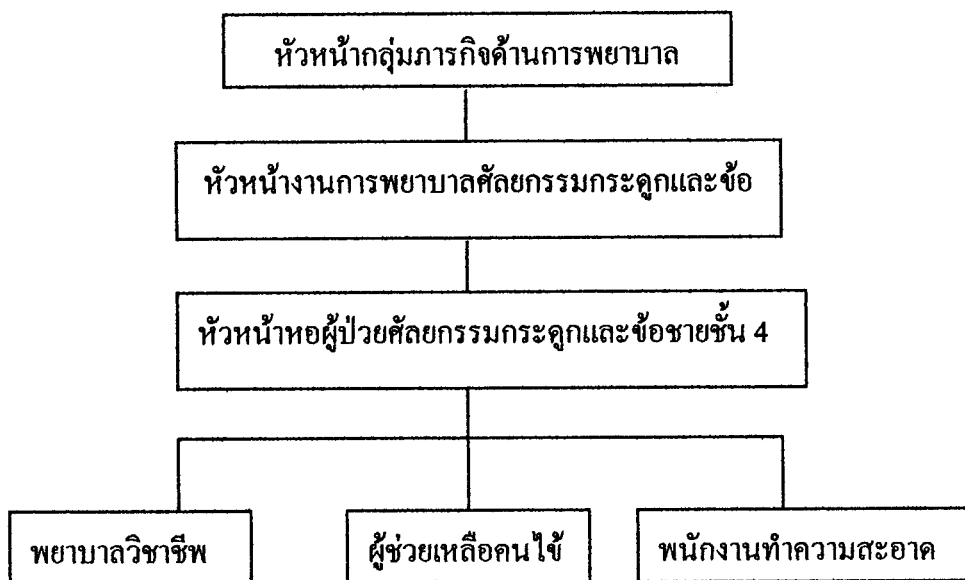 หัวหน้ากลุ่มภารกิจด้านการพยาบาล
หัวหน้างานการพยาบาลศัลยกรรมกระดูกและข้อ
หัวหน้าหอผู้ป่วยศัลยกรรมกระดูกและข้อชายชั้น 4
พยาบาลวิชาชีพ
ผู้ช่วยเหลือคนไข้
พนักงานทำความสะอาด